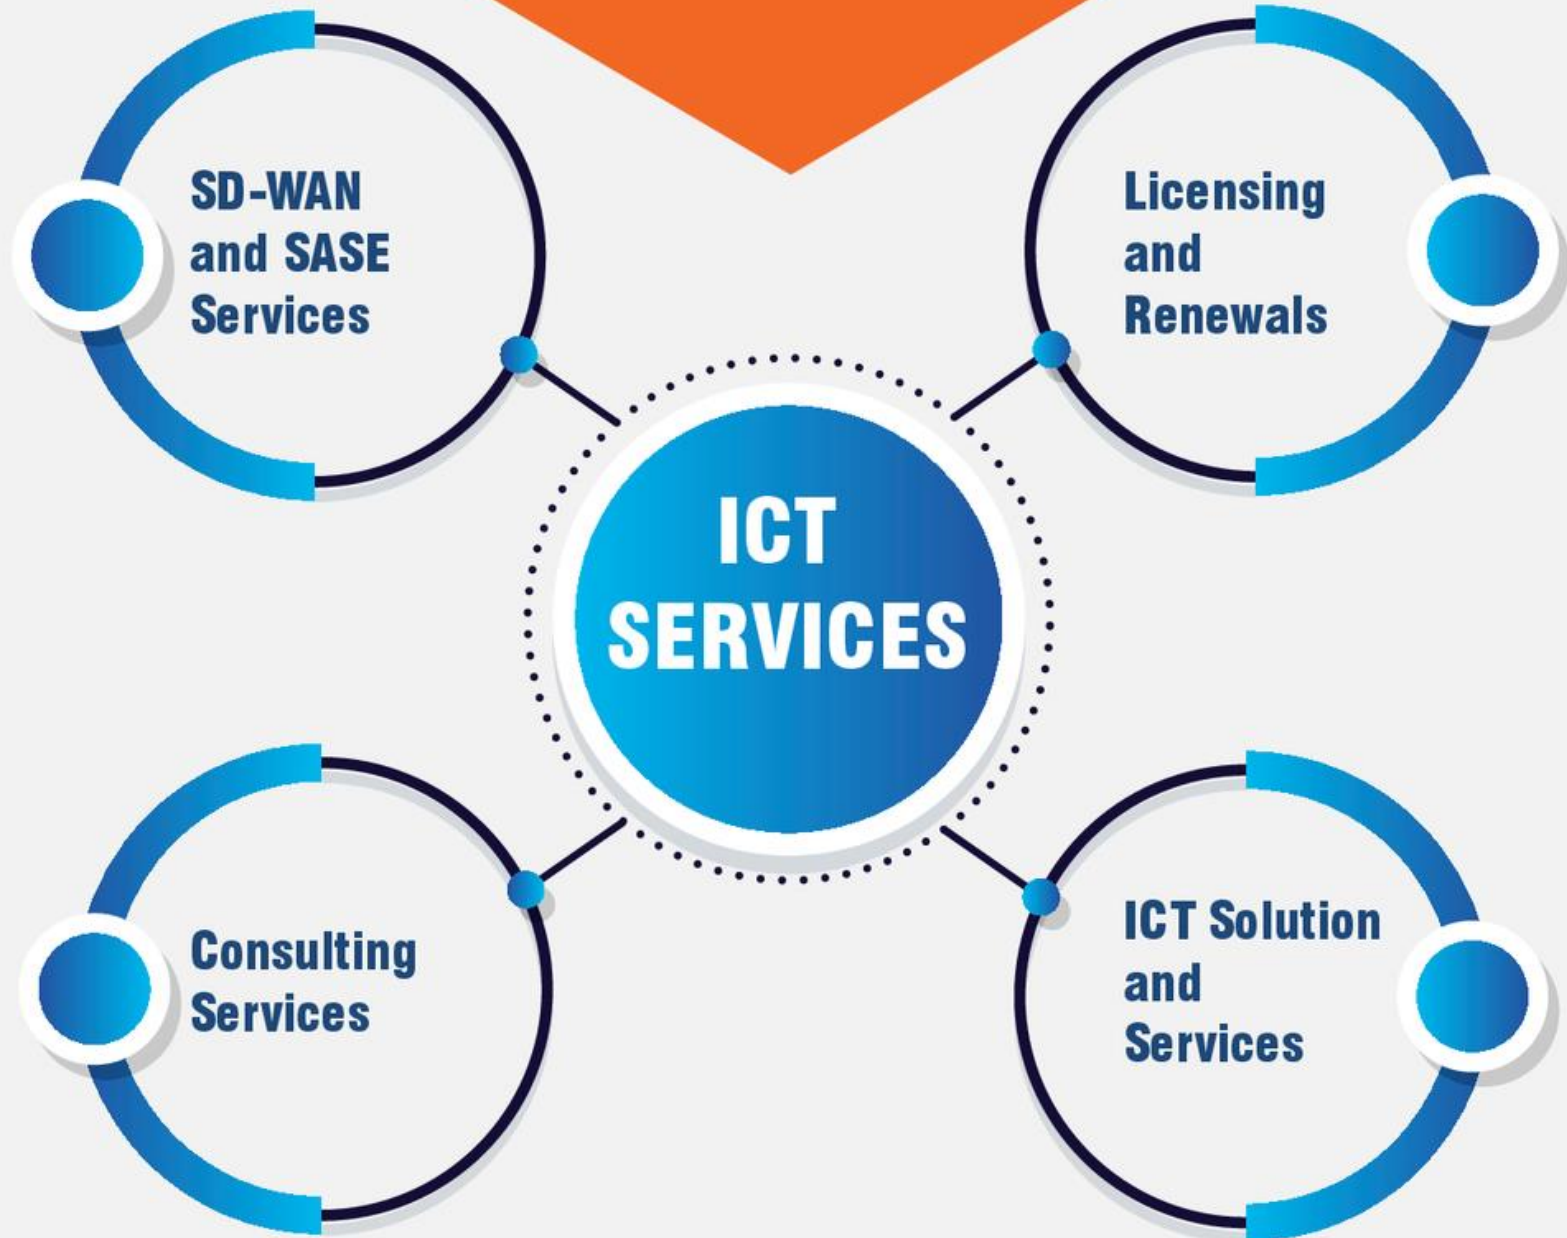 SD-WAN
and SASE
Services
Licensing
and
Renewals
ICT
SERVICES
Consulting
Services
ICT Solution
and
Services